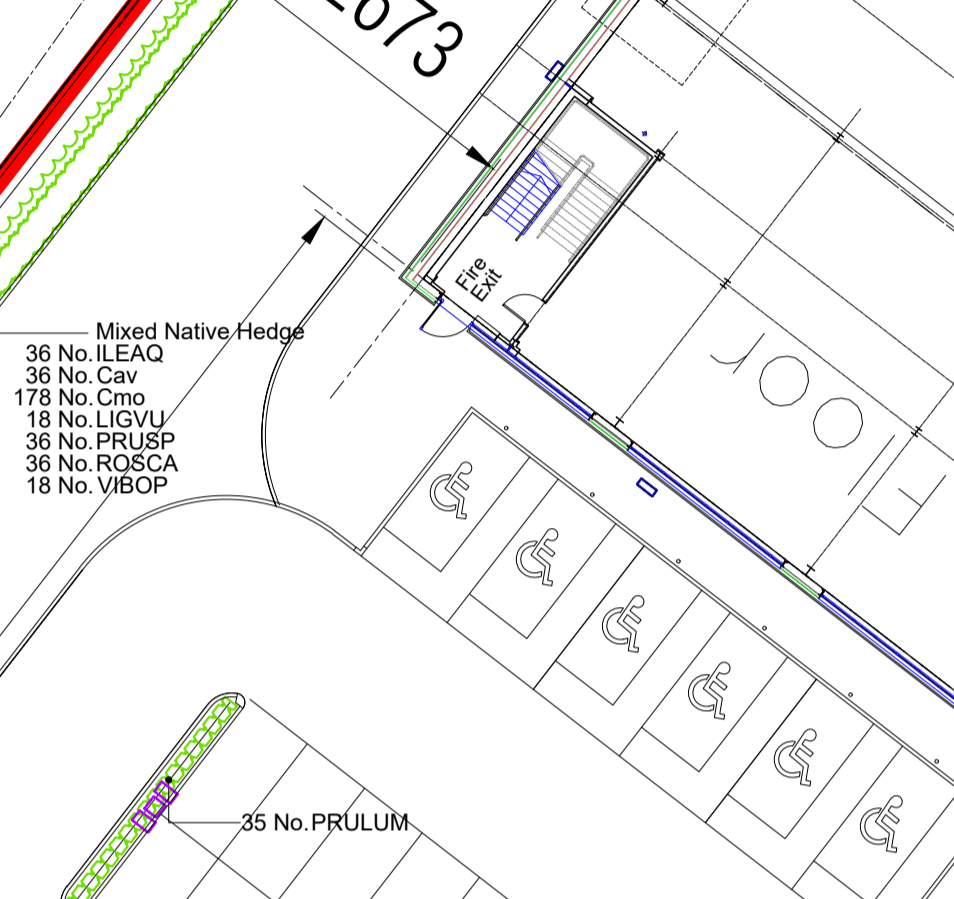 Fire
Exit
Mixed Native Hedge
36 No. ILEAQ
36 No. Cav
178 No. Cmo
18 No. LIGVU
36 No. PRUSP
36 No. ROSCA
18 No. VIBOP
35 No. PRULUM